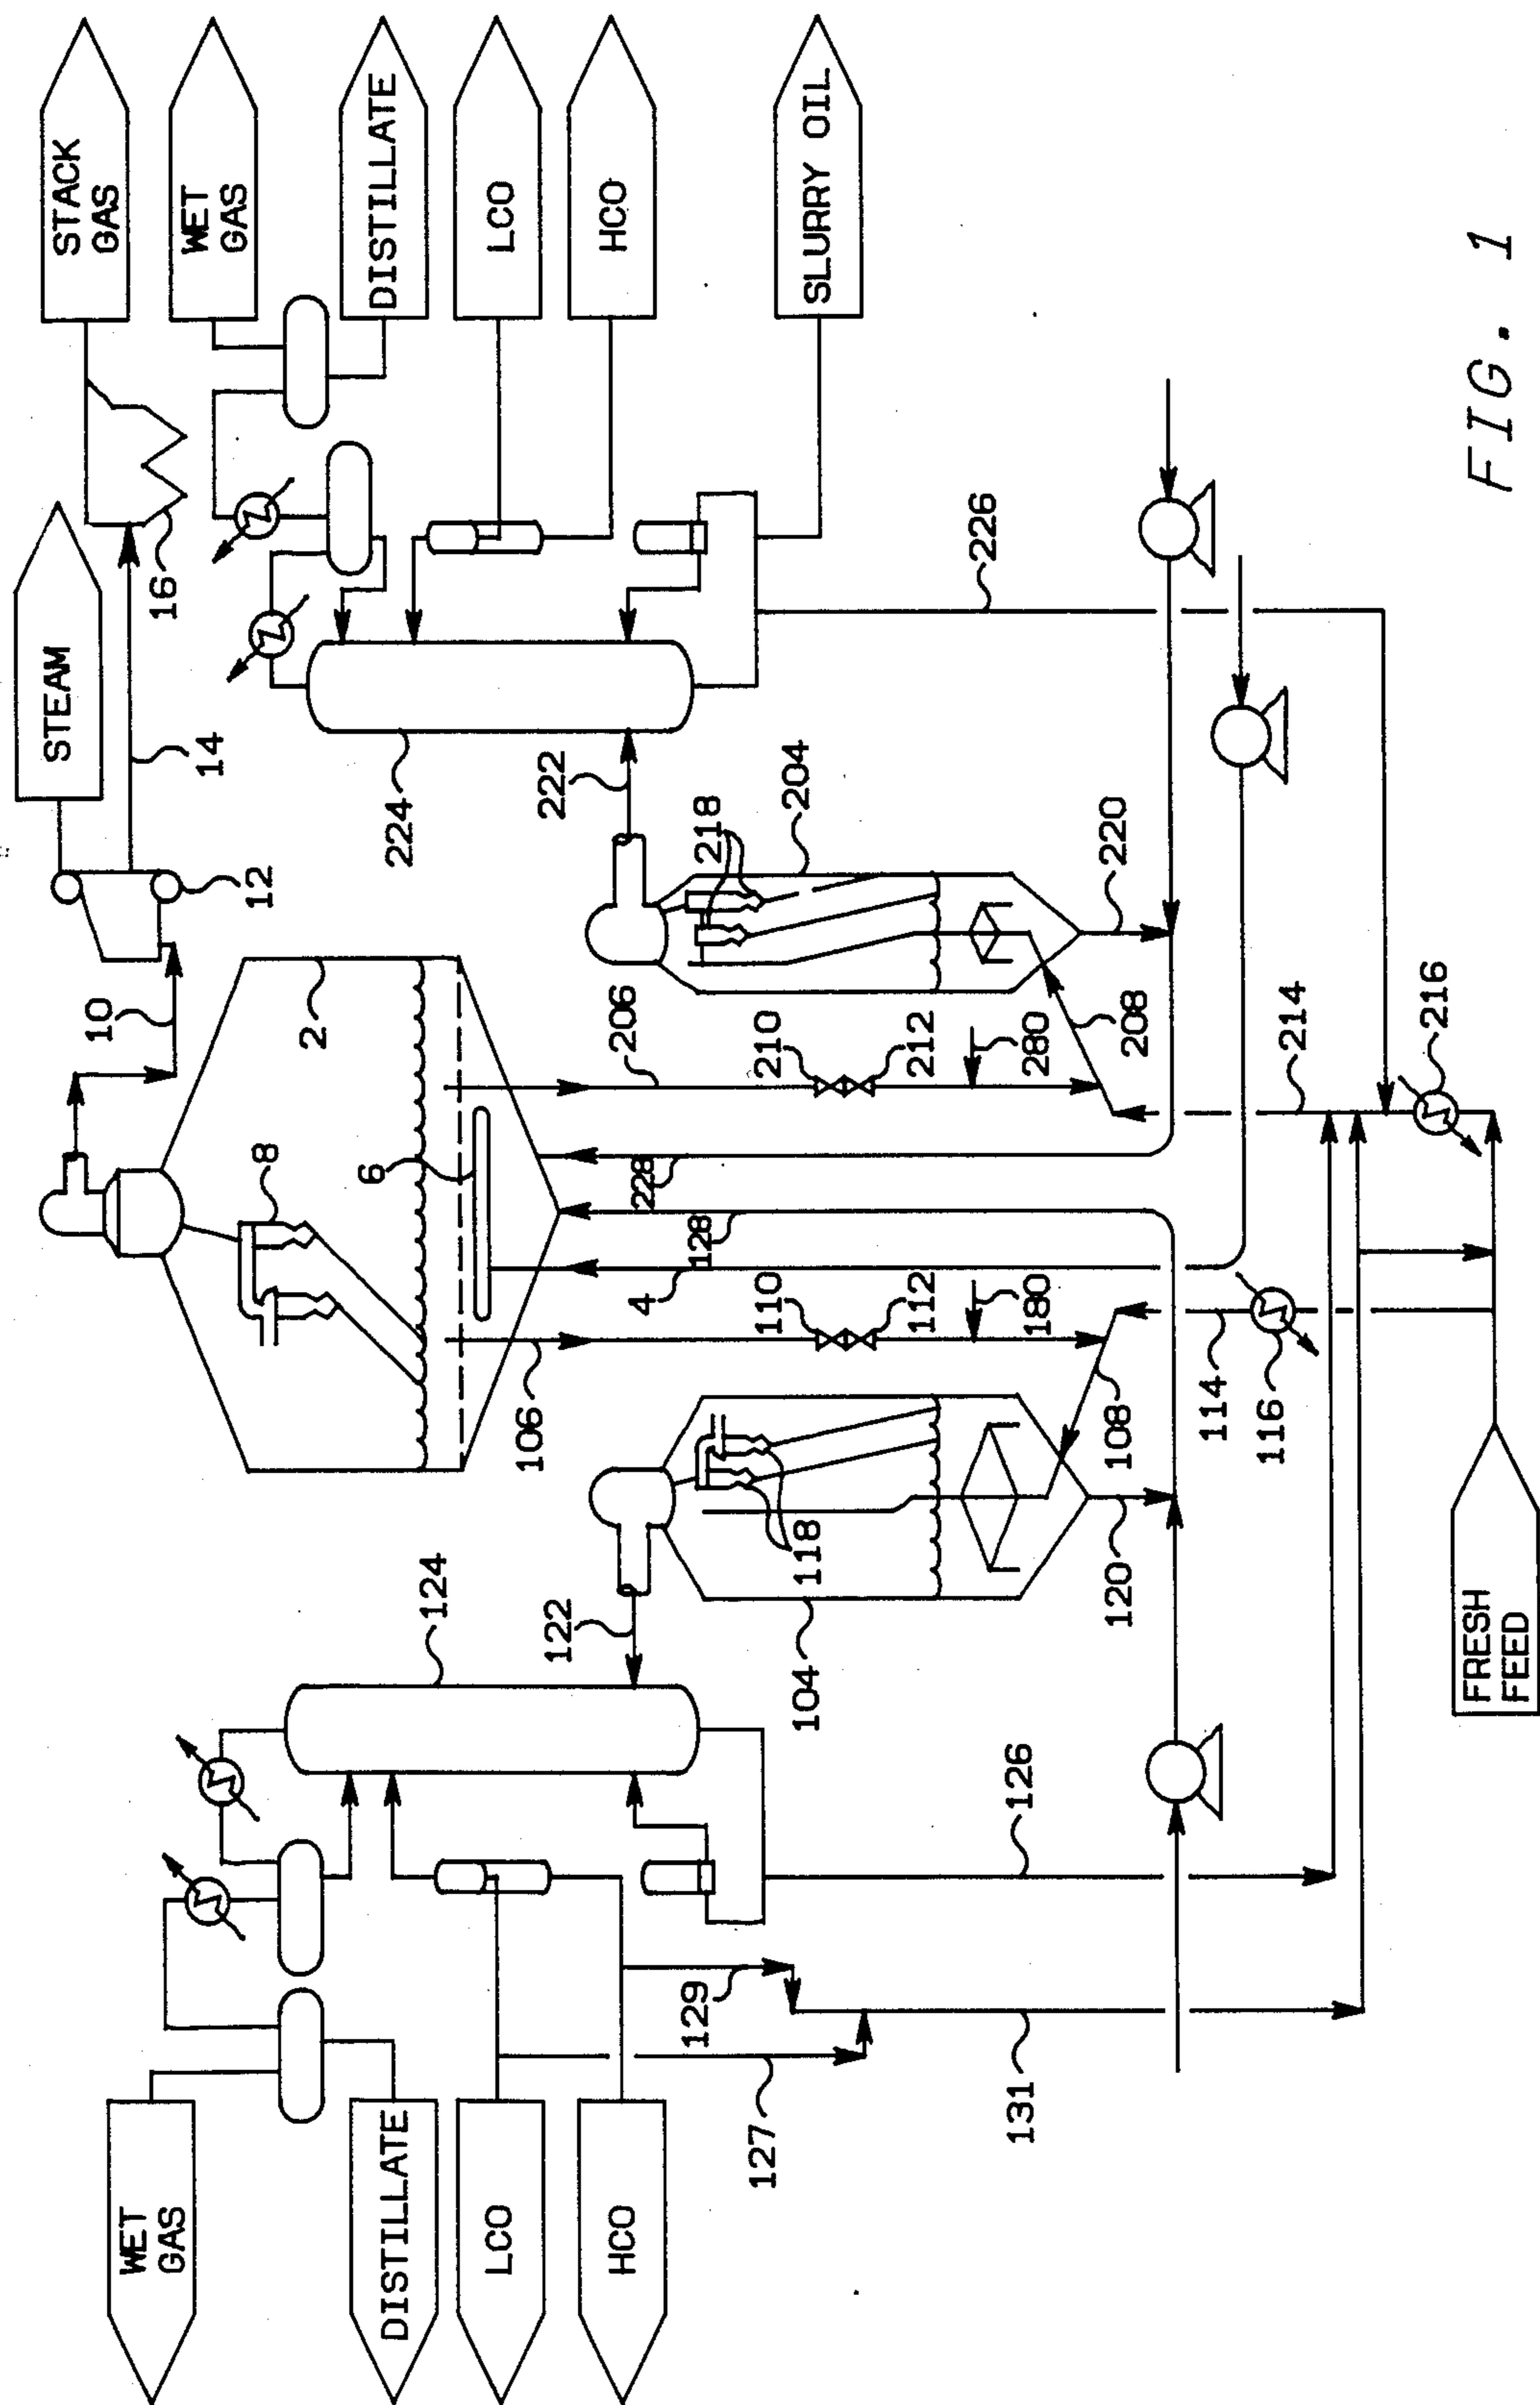 STEAM
STACK
GAS
WET
GAS
10
14
16
WET
GAS
12
8
2
6
DISTILLATE
224
DISTILLATE
124
LCO
LCO
106
122
222
HCO
4
228
206
HCO
129
128
218
127
118
110
210
204
104
SLURRY OIL
112
212
226
131
126
180
280
120
108
208
220
114
116
214
216
FRESH
FEED
FIG. 1